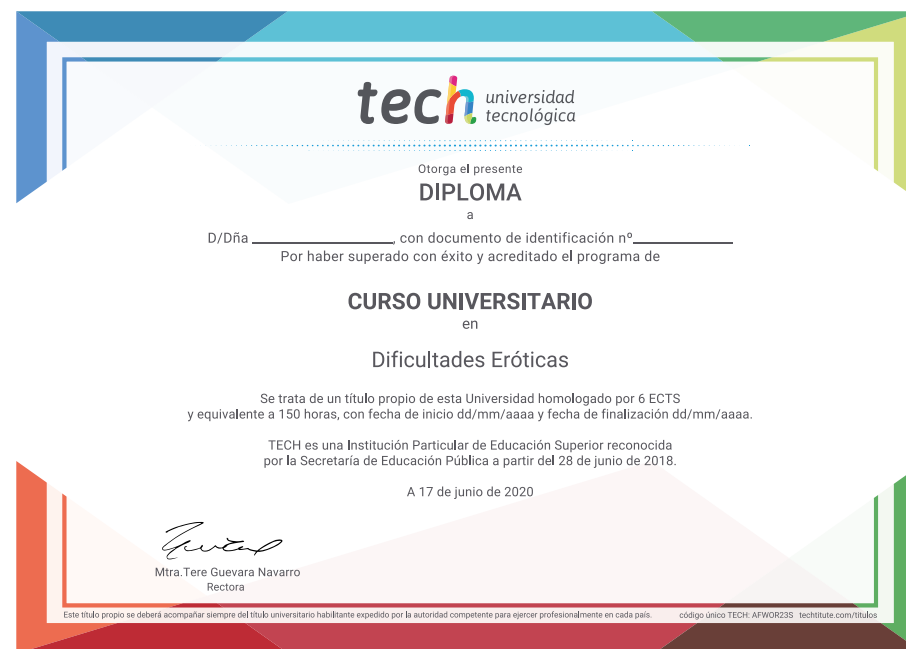 tech universidad
tecnológica
Otorga el presente
DIPLOMA
a
D/Dña ____________________, con documento de identificación nº______________
Por haber superado con éxito y acreditado el programa de
CURSO UNIVERSITARIO
en
Dificultades Eróticas
Se trata de un título propio de esta Universidad homologado por 6 ECTS
y equivalente a 150 horas, con fecha de inicio dd/mm/aaaa y fecha de finalización dd/mm/aaaa.
TECH es una Institución Particular de Educación Superior reconocida
por la Secretaría de Educación Pública a partir del 28 de junio de 2018.
A 17 de junio de 2020
Mtra.Tere Guevara Navarro
Rectora
Este título propio se deberá acompañar siempre del título universitario habilitante expedido por la autoridad competente para ejercer profesionalmente en cada país. código único TECH: AFWOR23S techtitute.com/titulos